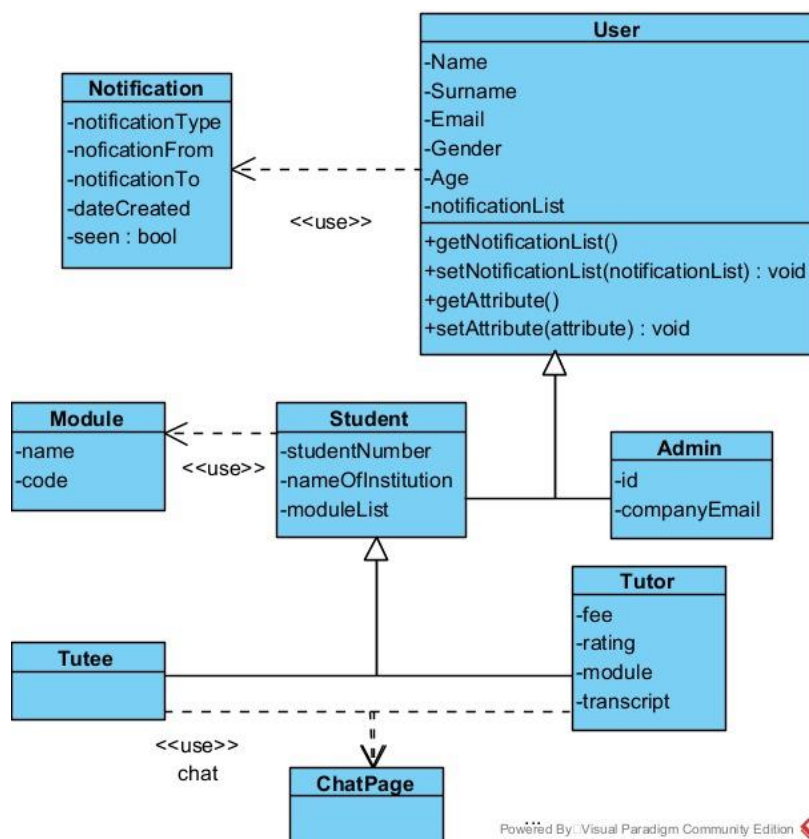 User
-Name
-Surname
-Email
-Gender
-Age
-notificationList
+getNotificationList()
+setNotificationList(notificationList) : void
+getAttribute()
+setAttribute(attribute) : void
Notification
-notificationType
-noficationFrom
-notificationTo
-dateCreated
-seen : bool
<<use>>
Module
-name
-code
<<use>>
Student
-studentNumber
-nameOfInstitution
-moduleList
Admin
-id
-companyEmail
Tutor
-fee
-rating
-module
-transcript
Tutee
<<use>>
chat
ChatPage
...
Powered By Visual Paradigm Community Edition